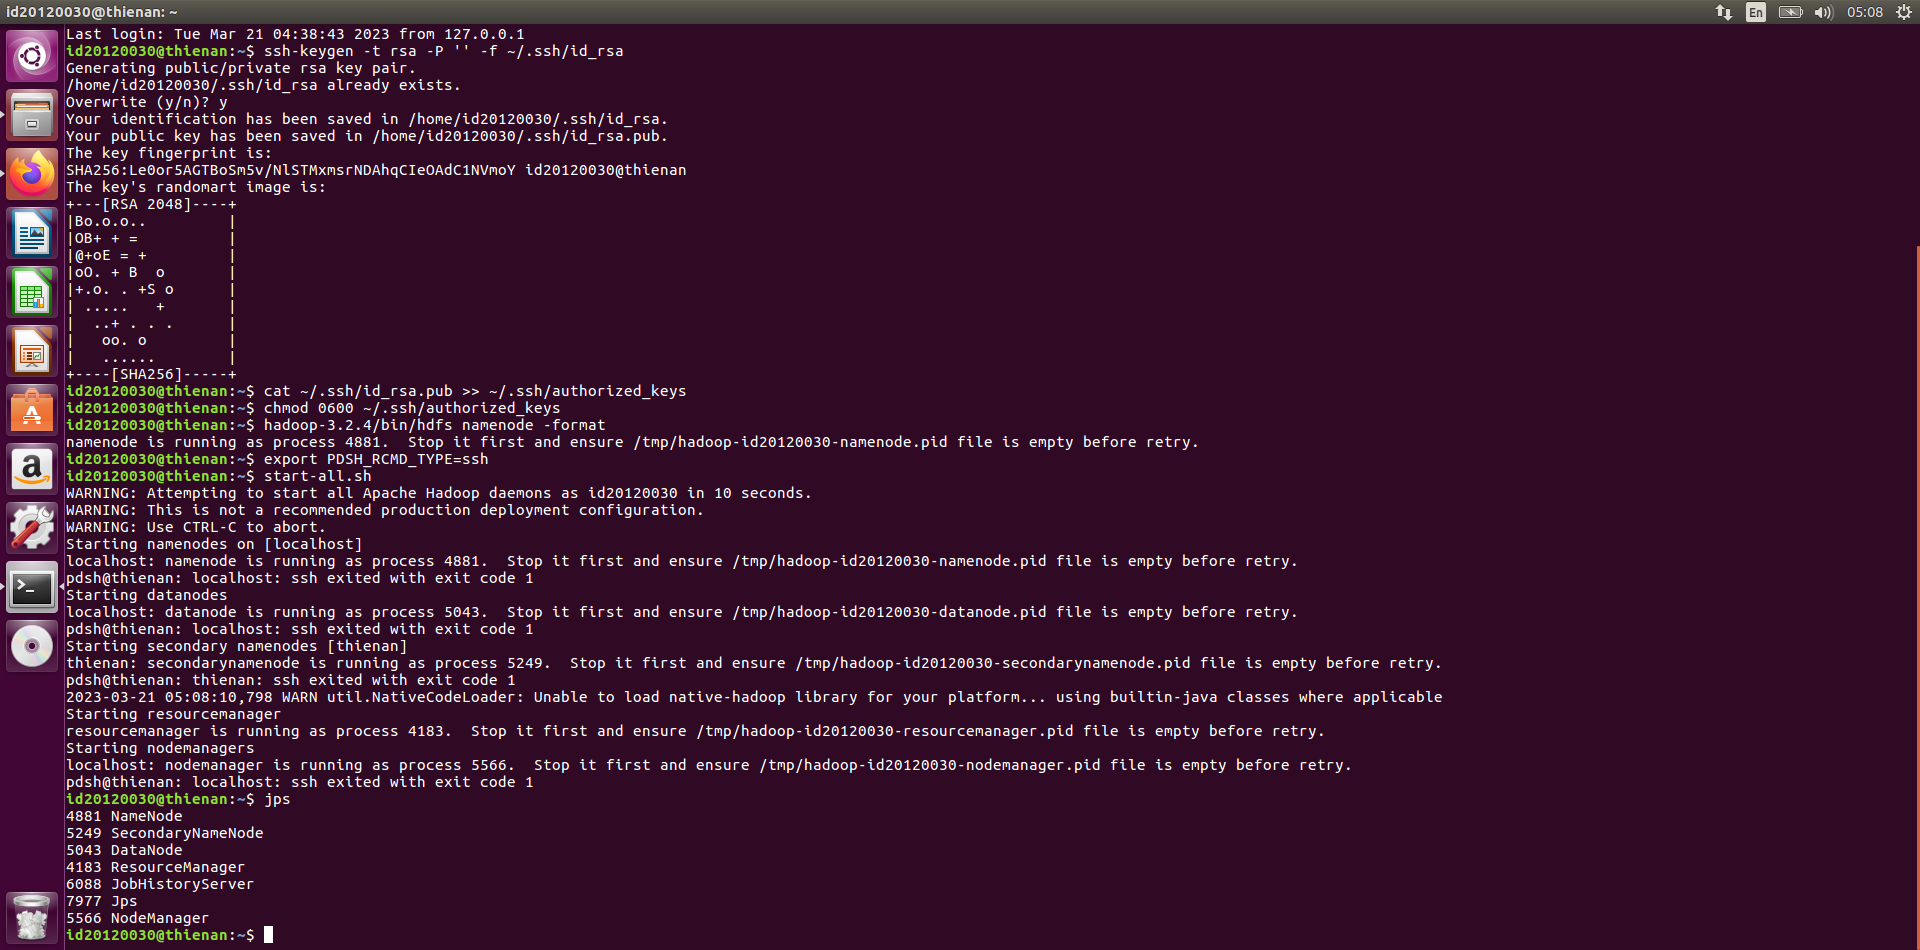 id20120030@thienan: ~
En
05:08
Last login: Tue Mar 21 04:38:43 2023 from 127.0.0.1
id20120030@thienan:~$ ssh-keygen -t rsa -P '' -f ~/.ssh/id_rsa
Generating public/private rsa key pair.
/home/id20120030/.ssh/id_rsa already exists.
Overwrite (y/n)? y
Your identification has been saved in /home/id20120030/.ssh/id_rsa.
Your public key has been saved in /home/id20120030/.ssh/id_rsa.pub.
The key fingerprint is:
SHA256:Le0or5AGTBoSm5v/NlSTMxmsrNDAhqCIeOAdC1NVmoY id20120030@thienan
The key's randomart image is:
+---[RSA 2048]----+
|Bo.o.o..         |
|OB+ + =          |
|@+oE = +         |
|oO. + B  o       |
|+.o. . +S o      |
| .....   +       |
|  ..+ . . .      |
|   oo. o         |
|   ......        |
+----[SHA256]-----+
id20120030@thienan:~$ cat ~/.ssh/id_rsa.pub >> ~/.ssh/authorized_keys
id20120030@thienan:~$ chmod 0600 ~/.ssh/authorized_keys
id20120030@thienan:~$ hadoop-3.2.4/bin/hdfs namenode -format
namenode is running as process 4881.  Stop it first and ensure /tmp/hadoop-id20120030-namenode.pid file is empty before retry.
id20120030@thienan:~$ export PDSH_RCMD_TYPE=ssh
id20120030@thienan:~$ start-all.sh
WARNING: Attempting to start all Apache Hadoop daemons as id20120030 in 10 seconds.
WARNING: This is not a recommended production deployment configuration.
WARNING: Use CTRL-C to abort.
Starting namenodes on [localhost]
localhost: namenode is running as process 4881.  Stop it first and ensure /tmp/hadoop-id20120030-namenode.pid file is empty before retry.
pdsh@thienan: localhost: ssh exited with exit code 1
Starting datanodes
localhost: datanode is running as process 5043.  Stop it first and ensure /tmp/hadoop-id20120030-datanode.pid file is empty before retry.
pdsh@thienan: localhost: ssh exited with exit code 1
Starting secondary namenodes [thienan]
thienan: secondarynamenode is running as process 5249.  Stop it first and ensure /tmp/hadoop-id20120030-secondarynamenode.pid file is empty before retry.
pdsh@thienan: thienan: ssh exited with exit code 1
2023-03-21 05:08:10,798 WARN util.NativeCodeLoader: Unable to load native-hadoop library for your platform... using builtin-java classes where applicable
Starting resourcemanager
resourcemanager is running as process 4183.  Stop it first and ensure /tmp/hadoop-id20120030-resourcemanager.pid file is empty before retry.
Starting nodemanagers
localhost: nodemanager is running as process 5566.  Stop it first and ensure /tmp/hadoop-id20120030-nodemanager.pid file is empty before retry.
pdsh@thienan: localhost: ssh exited with exit code 1
id20120030@thienan:~$ jps
4881 NameNode
5249 SecondaryNameNode
5043 DataNode
4183 ResourceManager
6088 JobHistoryServer
7977 Jps
5566 NodeManager
id20120030@thienan:~$